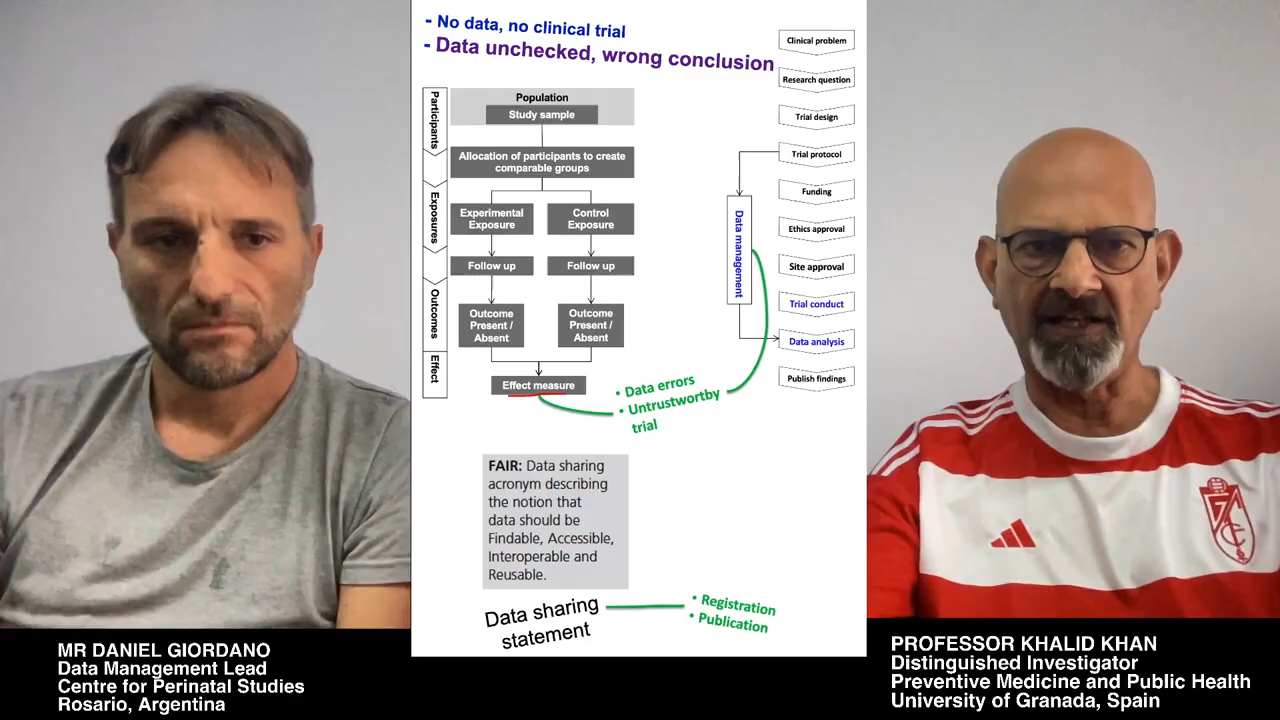 - No data, no clinical trial
- Data unchecked, wrong conclusion
Participants
Exposures
Outcomes
Effect
Population
Study sample
Allocation of participants to create
comparable groups
Experimental
Exposure
Control
Exposure
Follow up
Follow up
Outcome
Present /
Absent
Outcome
Present /
Absent
Effect measure
• Data errors
• Untrustworthy
trial
Clinical problem
Research question
Trial design
Trial protocol
Funding
Ethics approval
Site approval
Trial conduct
Data analysis
Publish findings
Data management
FAIR: Data sharing
acronym describing
the notion that
data should be
Findable, Accessible,
Interoperable and
Reusable.
Data sharing
statement
• Registration
• Publication
MR DANIEL GIORDANO
Data Management Lead
Centre for Perinatal Studies
Rosario, Argentina
PROFESSOR KHALID KHAN
Distinguished Investigator
Preventive Medicine and Public Health
University of Granada, Spain